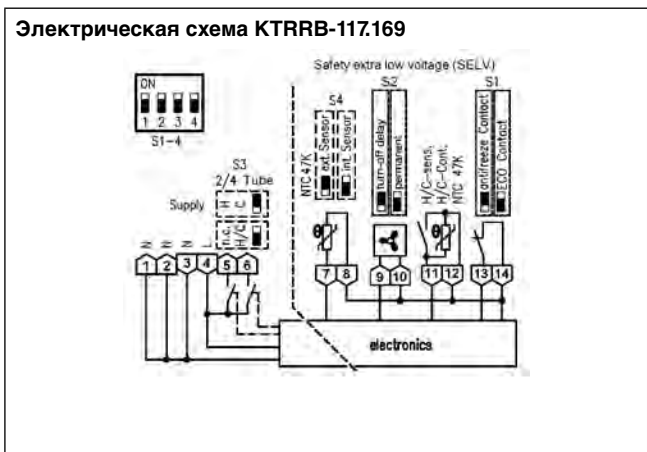 Электрическая схема KTRRB-117.169
Safety extra low voltage (SELV)
ON
1 2 3 4
S1-4
S3
2/4 Tube
Supply
H C
n.c. H/C
N N N L
S4
NTC 47K
ext. Sensor
int. Sensor
S2
turn-off delay
permanent
H/C-sens.
H/C-Cont.
NTC 47K
S1
antifreeze Contact
ECO Contact
θ
θ
1 2 3 4 5 6
7 8 9 10 11 12 13 14
electronics